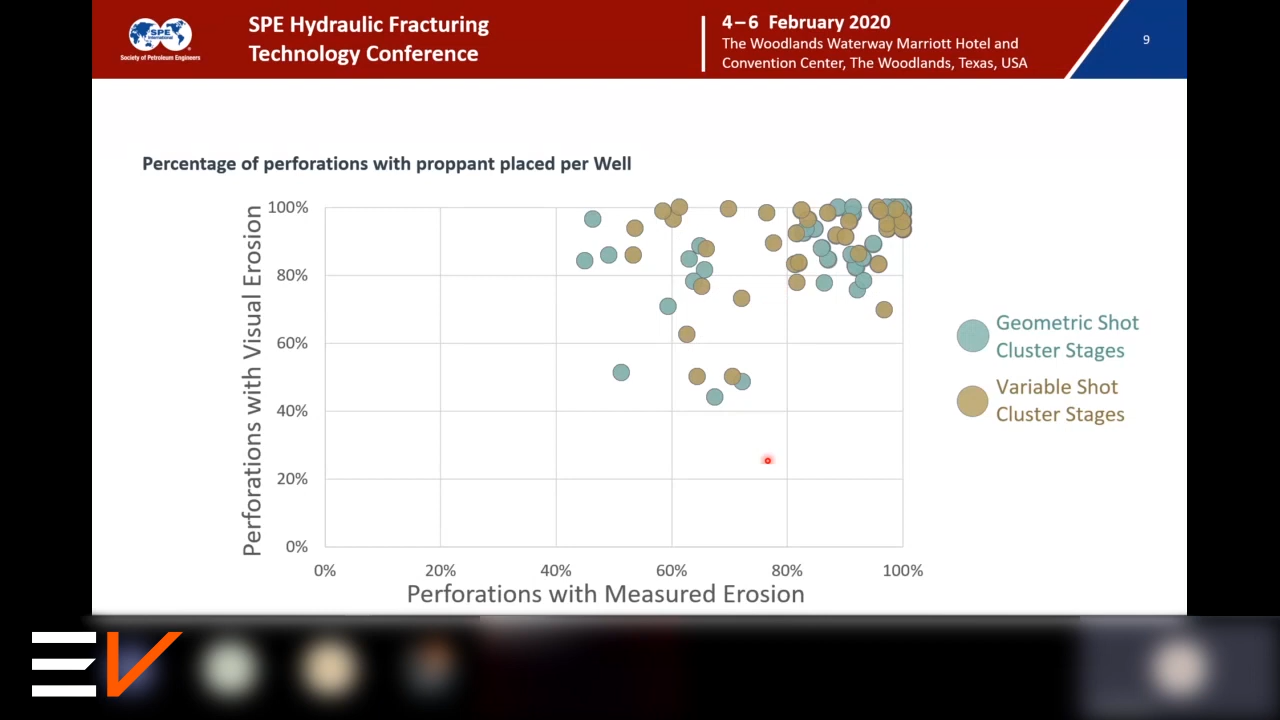 SPE
International
Society of Petroleum Engineers
SPE Hydraulic Fracturing
Technology Conference
4–6 February 2020
The Woodlands Waterway Marriott Hotel and
Convention Center, The Woodlands, Texas, USA
9
Percentage of perforations with proppant placed per Well
Perforations with Visual Erosion
100%
80%
60%
40%
20%
0%
0%
20%
40%
60%
80%
100%
Perforations with Measured Erosion
Geometric Shot
Cluster Stages
Variable Shot
Cluster Stages
EV